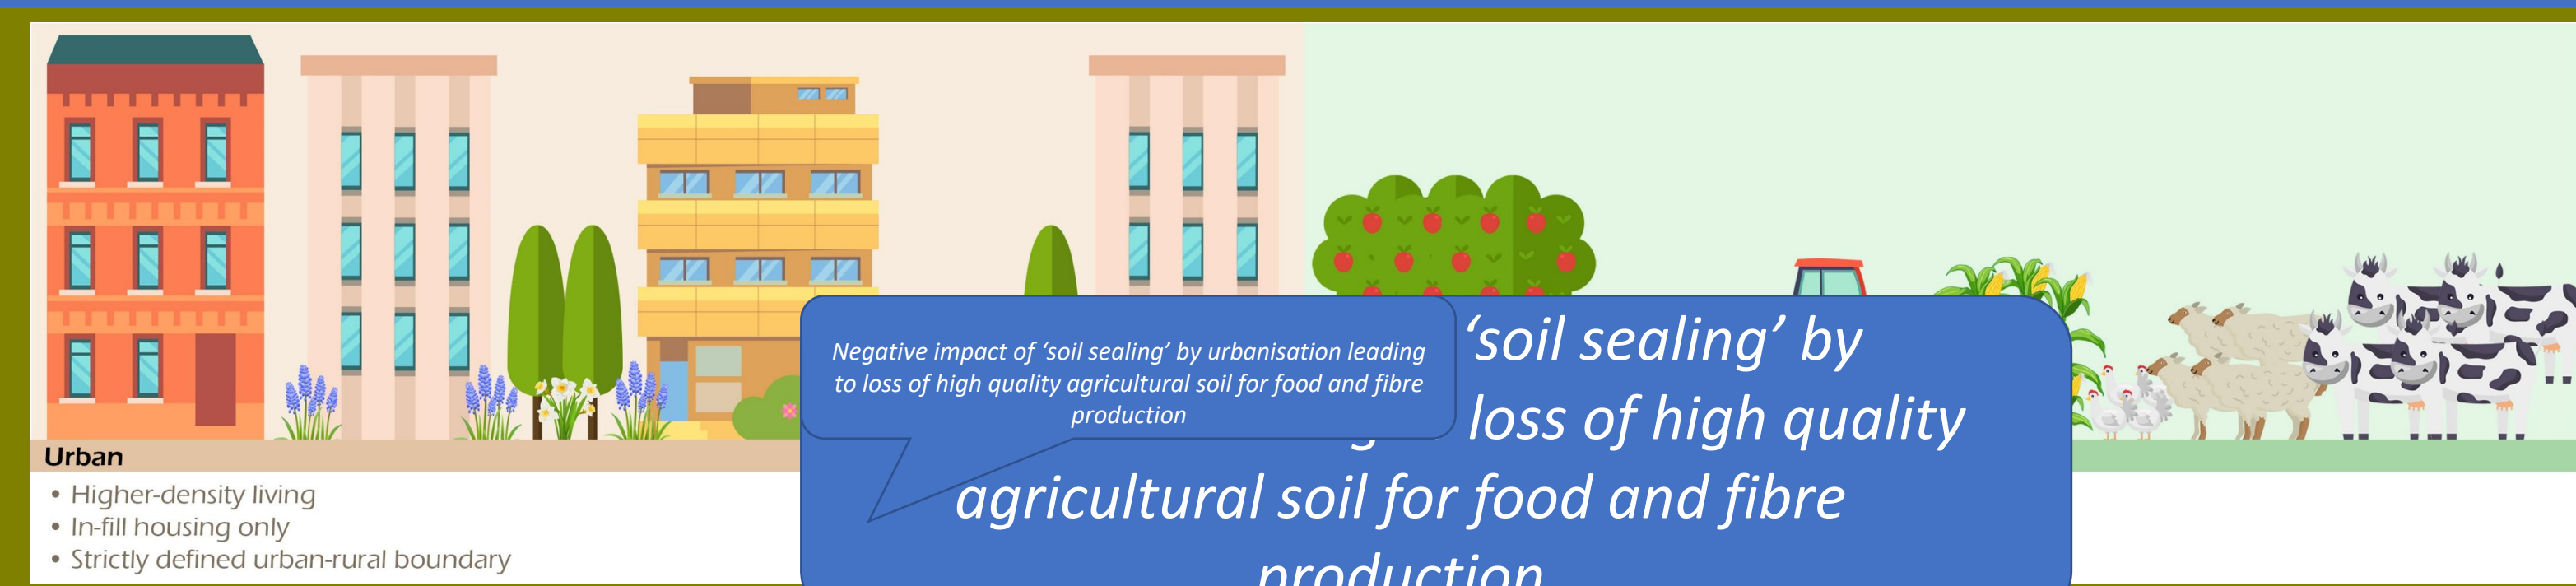 Negative impact of ‘soil sealing’ by urbanisation leading
to loss of high quality agricultural soil for food and fibre
production
‘soil sealing’ by
loss of high quality
agricultural soil for food and fibre
production
Urban
• Higher-density living
• In-fill housing only
• Strictly defined urban-rural boundary